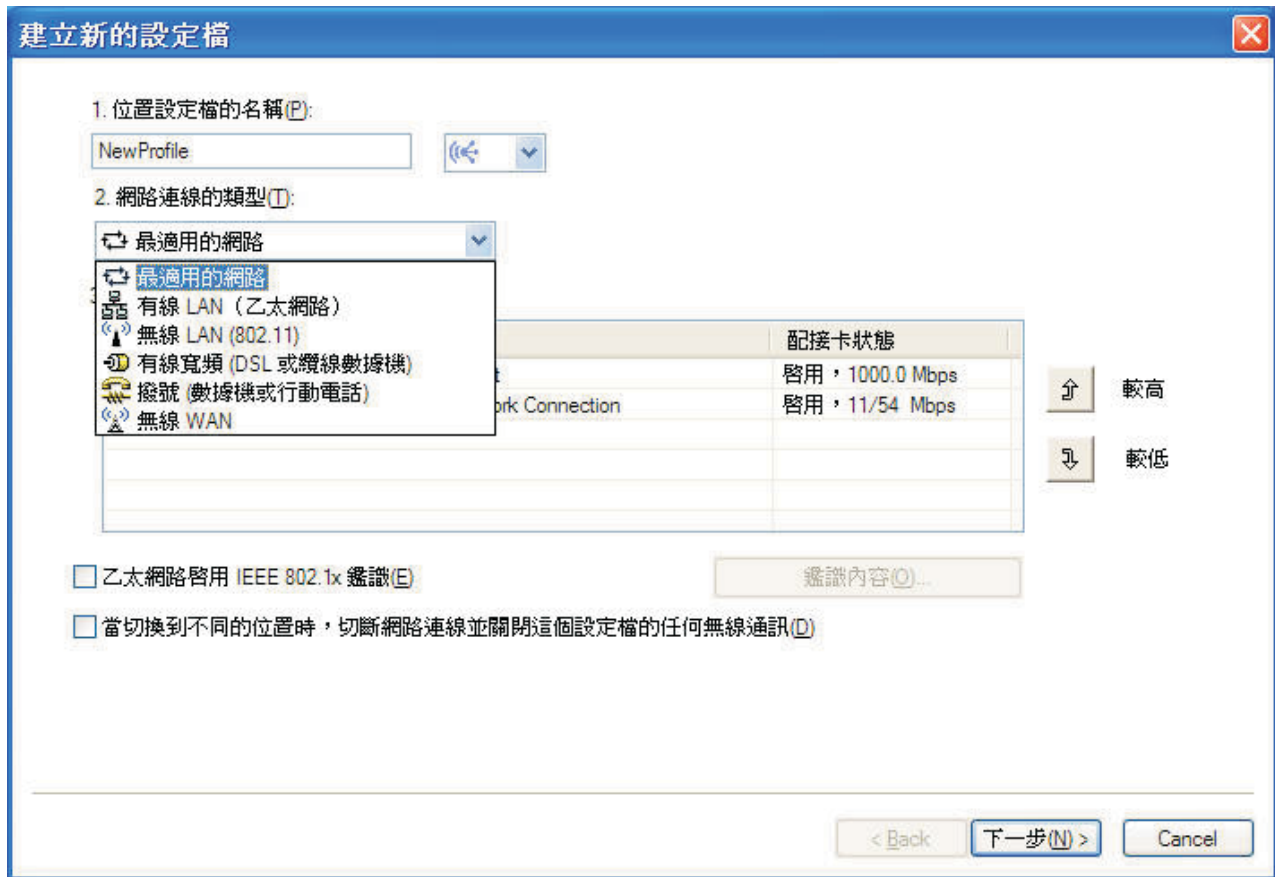 建立新的設定檔
1. 位置設定檔的名稱(P):
NewProfile
2. 網路連線的類型(T):
最適用的網路
最適用的網路
有線 LAN（乙太網路）
無線 LAN (802.11)
有線寬頻 (DSL 或纜線數據機)
撥號 (數據機或行動電話)
無線 WAN
配接卡狀態
啓用，1000.0 Mbps
Connection
啓用，11/54 Mbps
較高
較低
乙太網路啓用 IEEE 802.1x 鑑識(E)
鑑識內容(O)...
當切換到不同的位置時，切斷網路連線並關閉這個設定檔的任何無線通訊(D)
< Back
下一步(N) >
Cancel